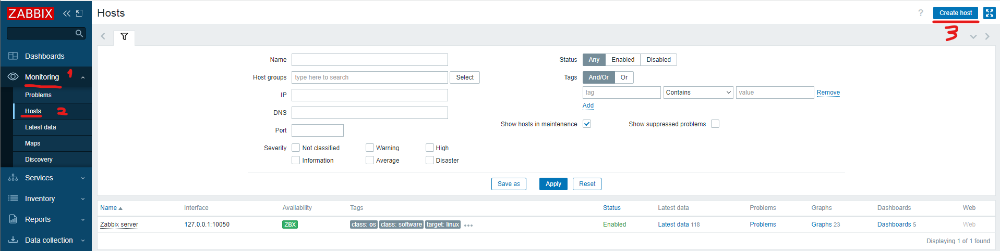 ZABBIX
Hosts
?
Create host
3
Dashboards
Monitoring 1
Problems
Hosts 2
Latest data
Maps
Discovery
Services
Inventory
Reports
Data collection
Name
Host groups type here to search Select
IP
DNS
Port
Severity Not classified Warning High
Information Average Disaster
Status Any Enabled Disabled
Tags And/Or Or
tag Contains value Remove
Add
Show hosts in maintenance Show suppressed problems
Save as Apply Reset
Name Interface Availability Tags Status Latest data Problems Graphs Dashboards Web
Zabbix server 127.0.0.1:10050 ZBX class: os class: software target: linux ••• Enabled Latest data 118 Problems Graphs 23 Dashboards 5 Web
Displaying 1 of 1 found